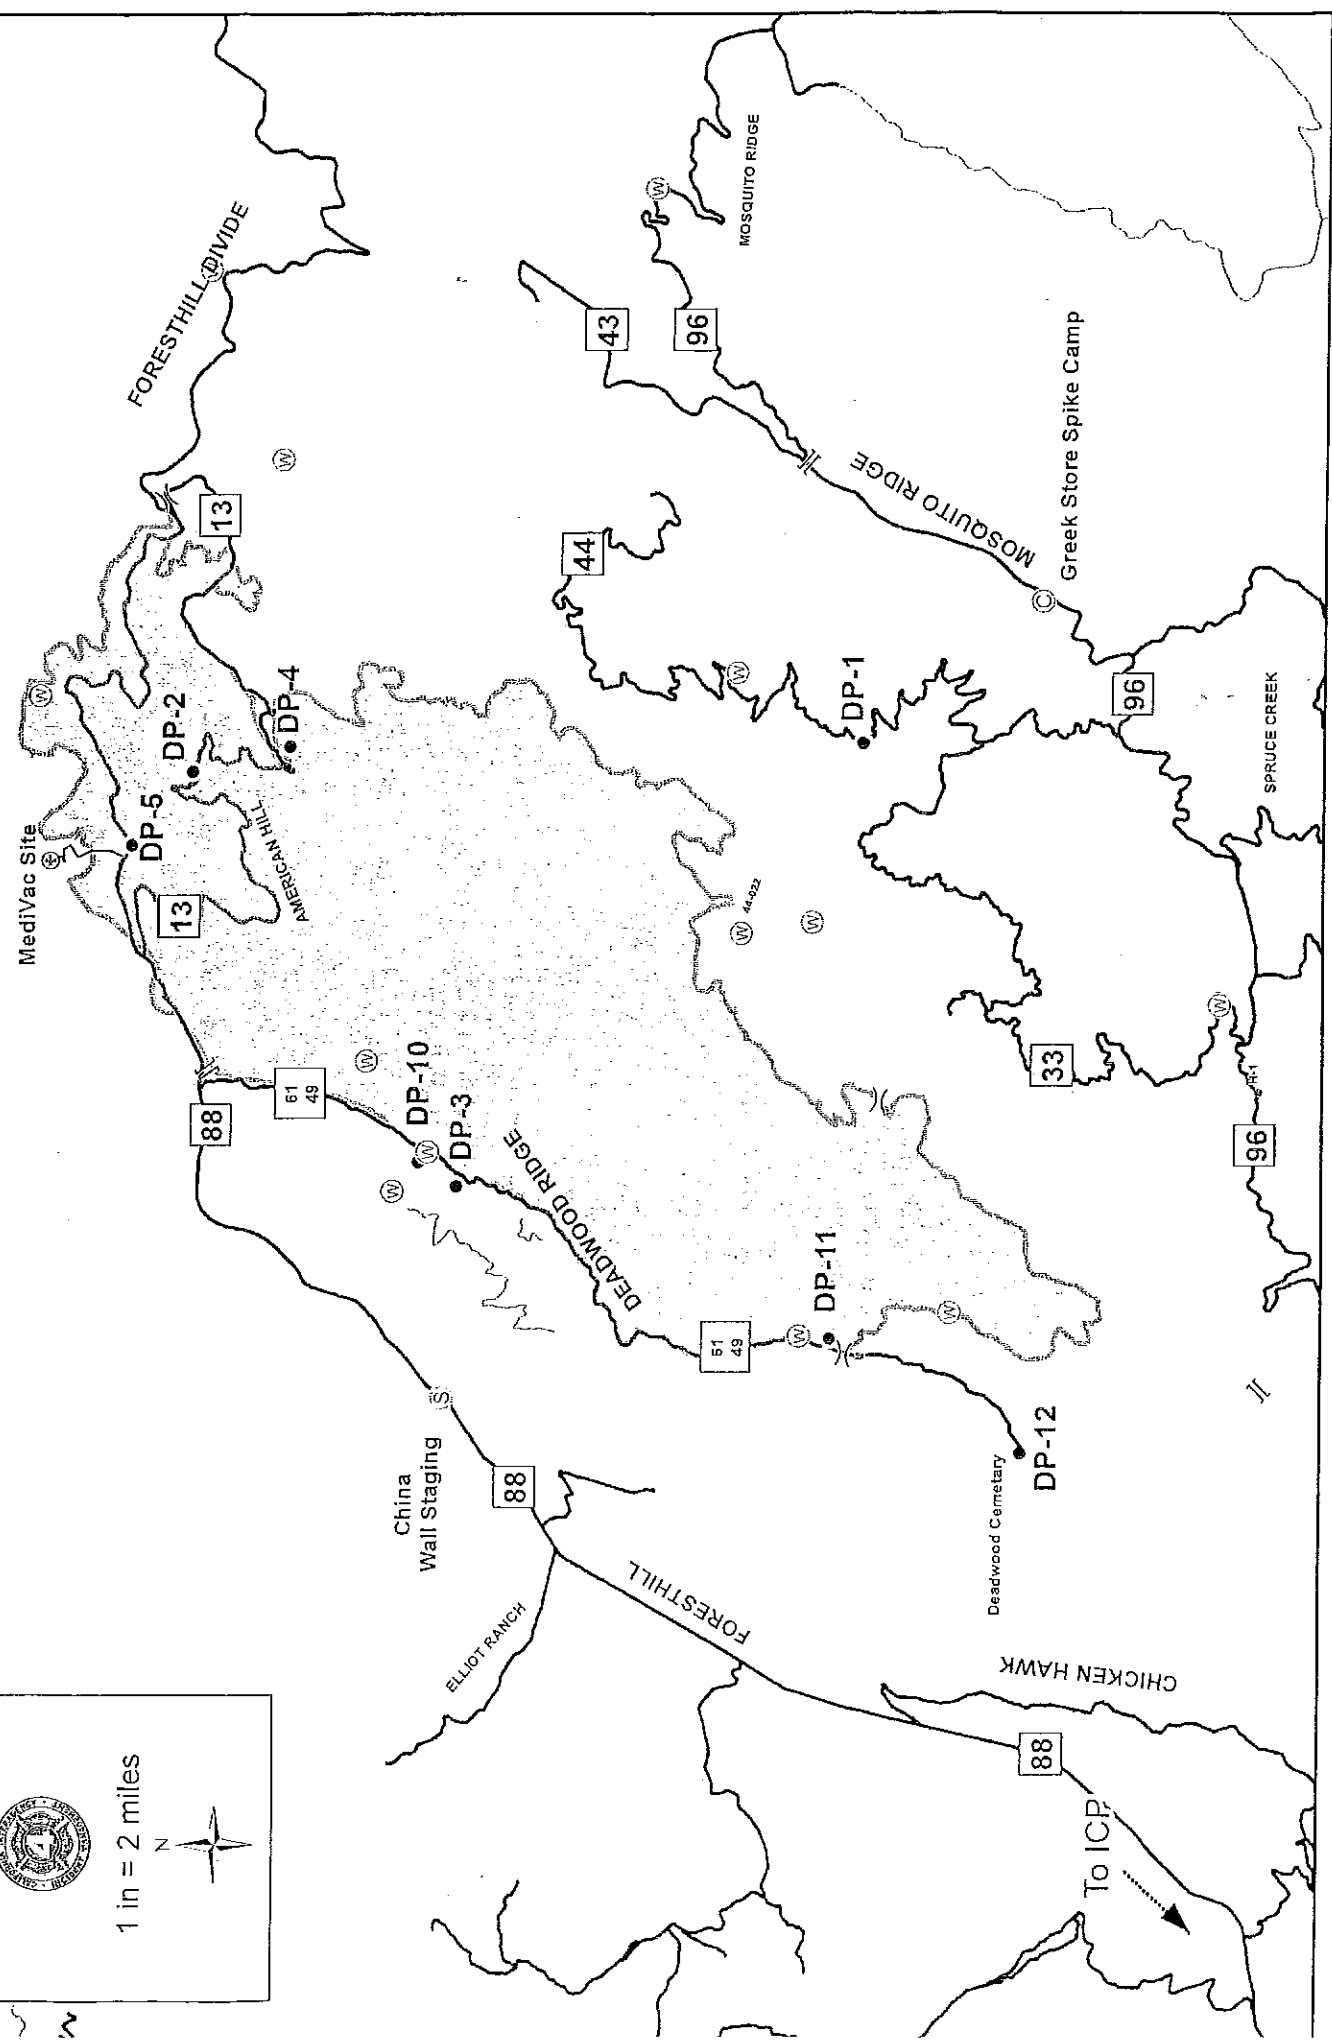 1 in = 2 miles
N
MediVac Site
FORESTHILL DIVIDE
W
W
W
13
DP-5
DP-2
DP-4
13
AMERICAN HILL
88
61
49
W
DP-10
W
W
DP-3
DEADWOOD RIDGE
China
Wall Staging
S
88
ELLIOT RANCH
FORESTHILL
43
96
W
MOSQUITO RIDGE
44
MOSQUITO RIDGE
C
Greek Store Spike Camp
W
DP-1
W
44-022
W
96
SPRUCE CREEK
33
W
H-1
96
61
49
W
DP-11
W
Deadwood Cemetary
DP-12
CHICKEN HAWK
88
To ICP